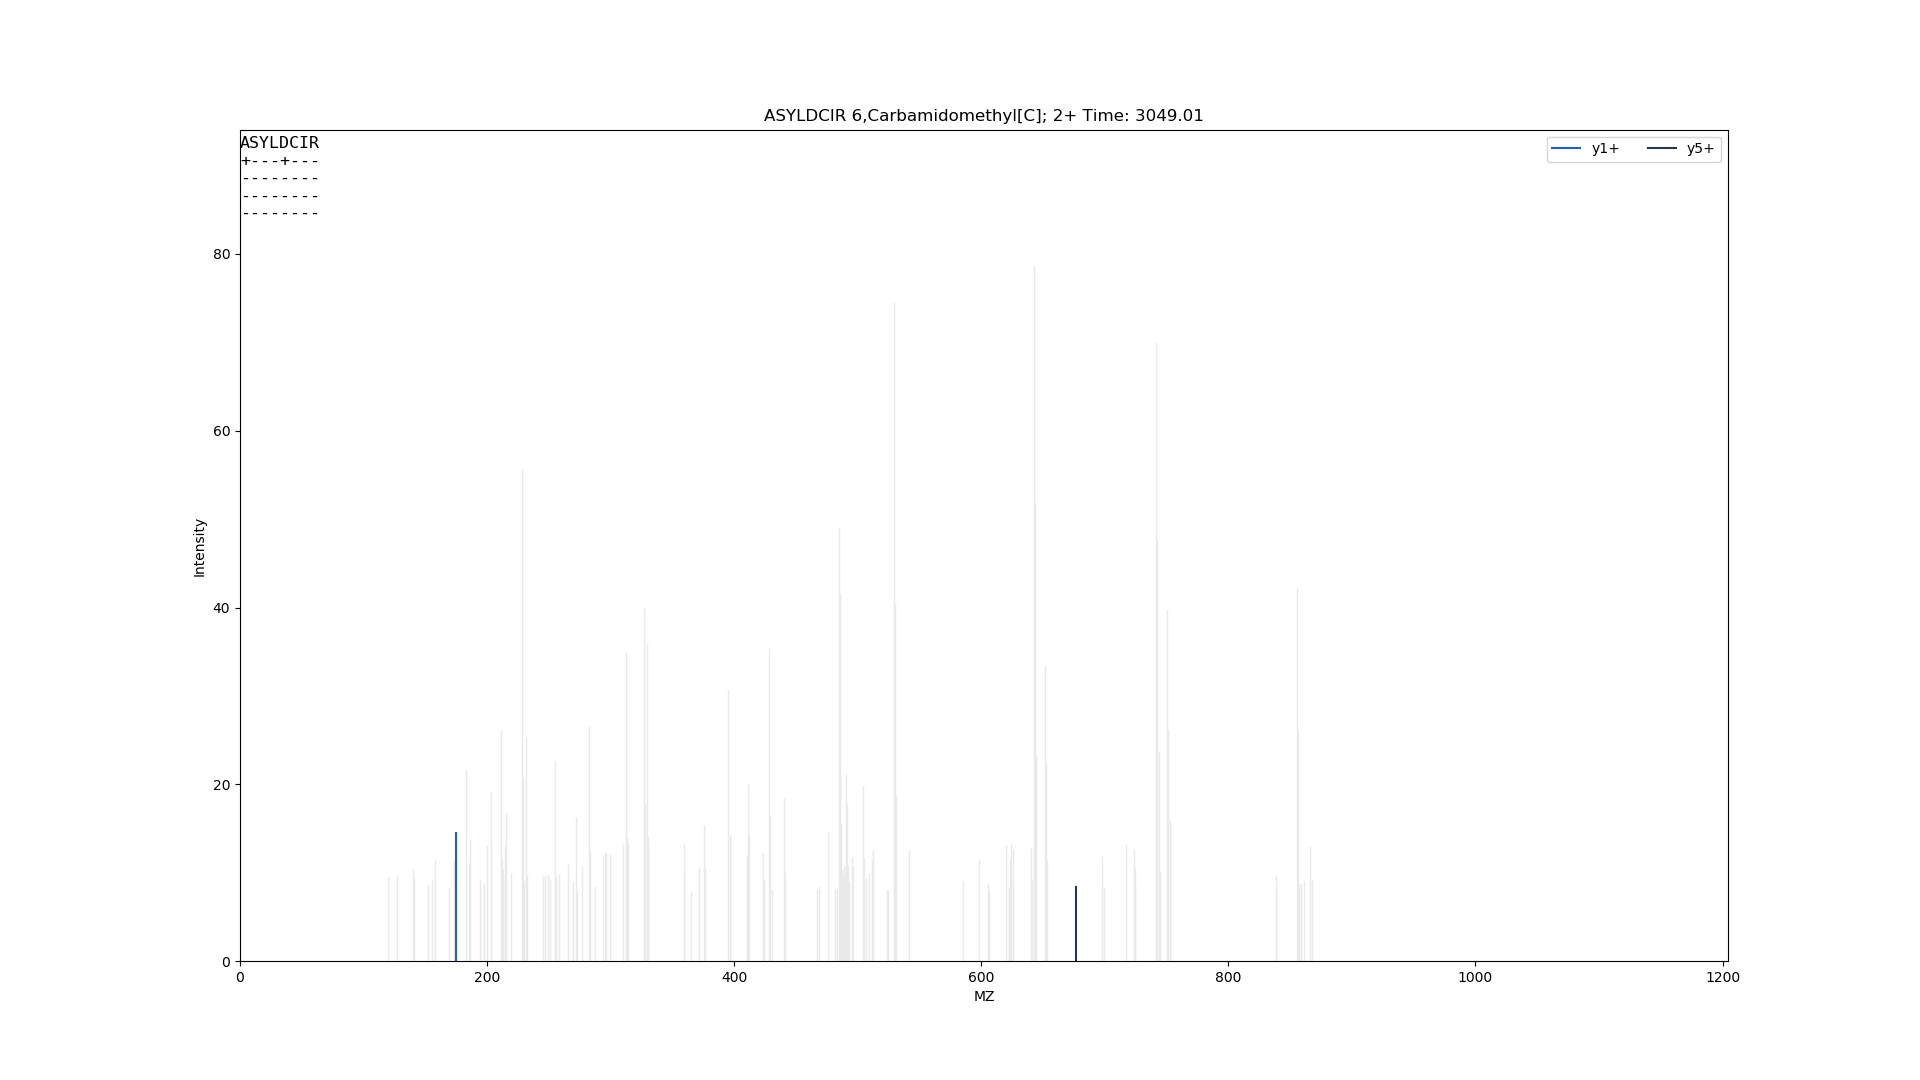 ASYLDCIR 6,Carbamidomethyl[C]; 2+ Time: 3049.01
ASYLDCIR
+---+---
--------
--------
--------
y1+ y5+
80
60
40
20
0
Intensity
0 200 400 600 800 1000 1200
MZ